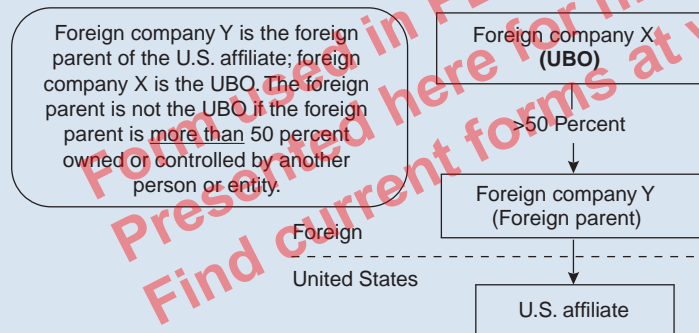 Foreign company Y is the foreign
parent of the U.S. affiliate; foreign
company X is the UBO. The foreign
parent is not the UBO if the foreign
parent is more than 50 percent
owned or controlled by another
person or entity.
Foreign company X
(UBO)
>50 Percent
Foreign company Y
(Foreign parent)
Foreign
United States
U.S. affiliate
Form used in
Presented here for
Find current forms at